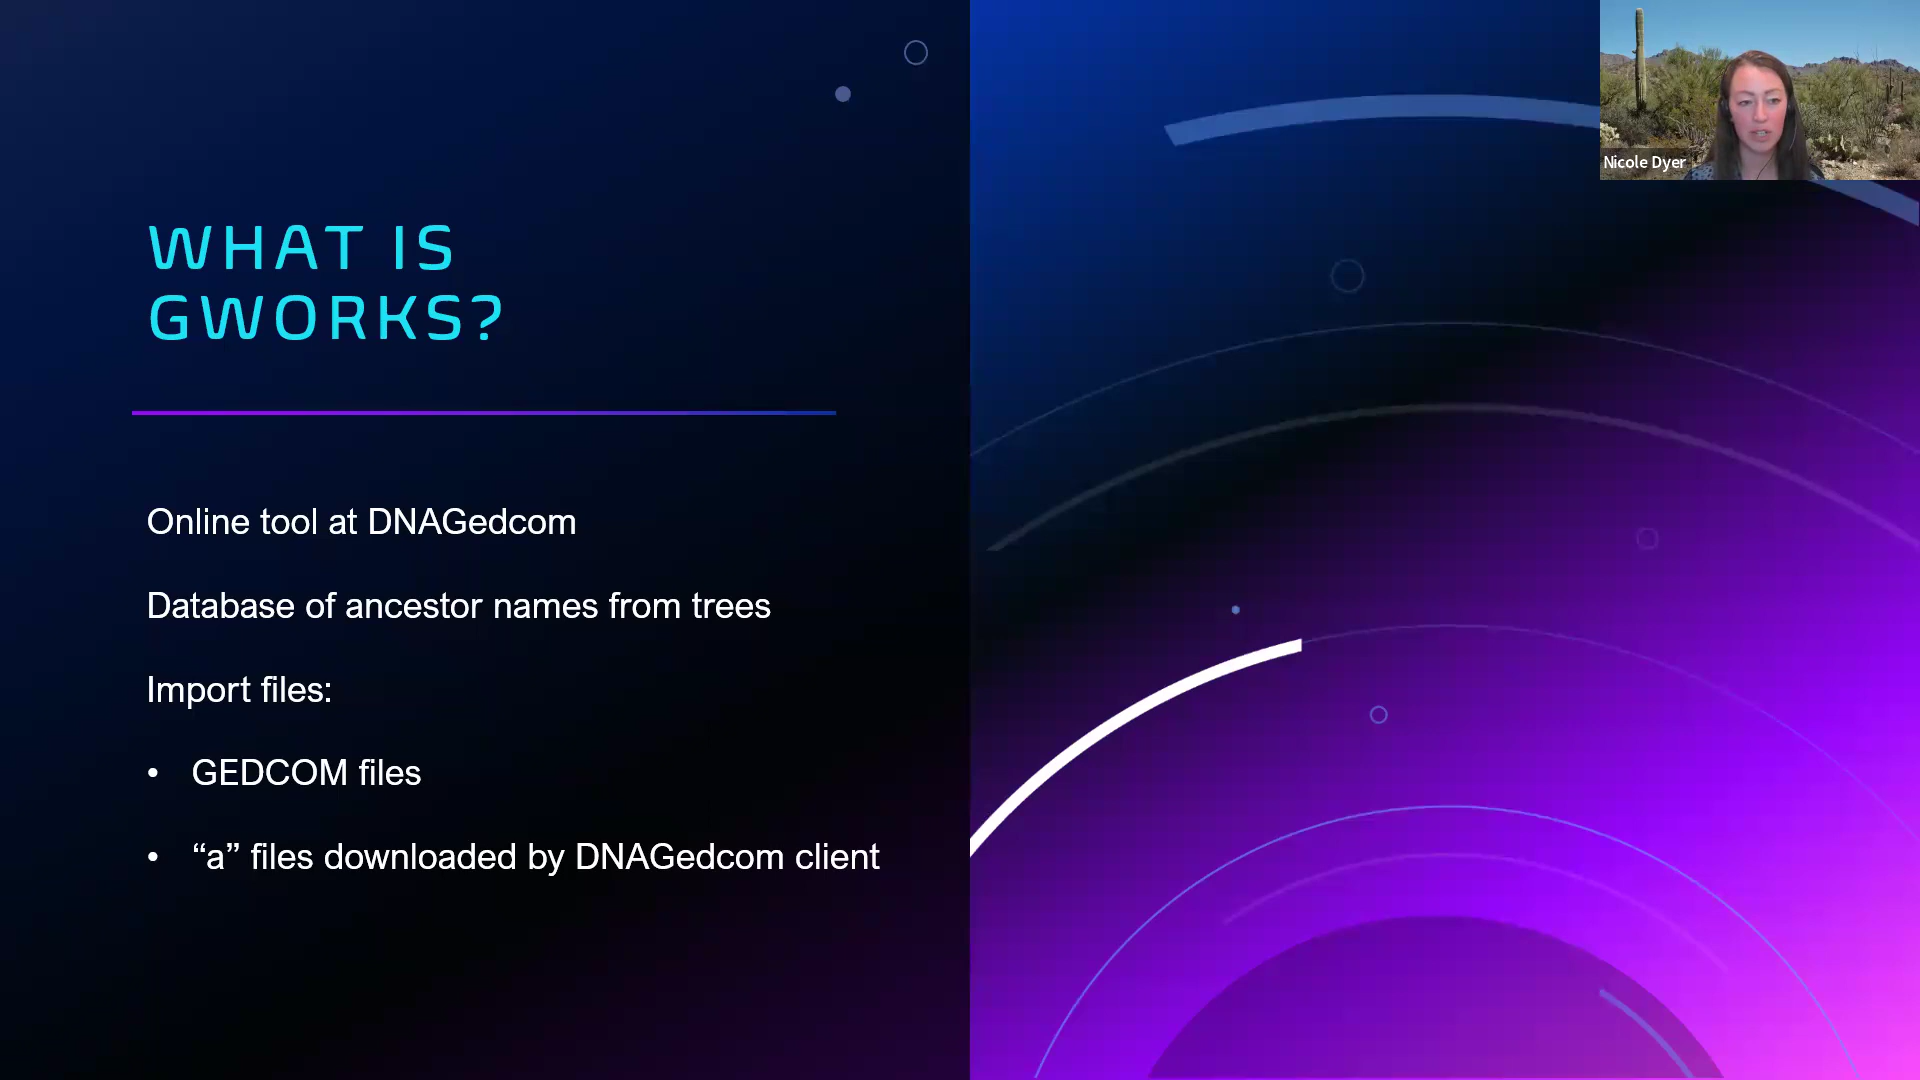 WHAT IS
GWORKS?
Online tool at DNAGedcom
Database of ancestor names from trees
Import files:
• GEDCOM files
• “a” files downloaded by DNAGedcom client
Nicole Dyer